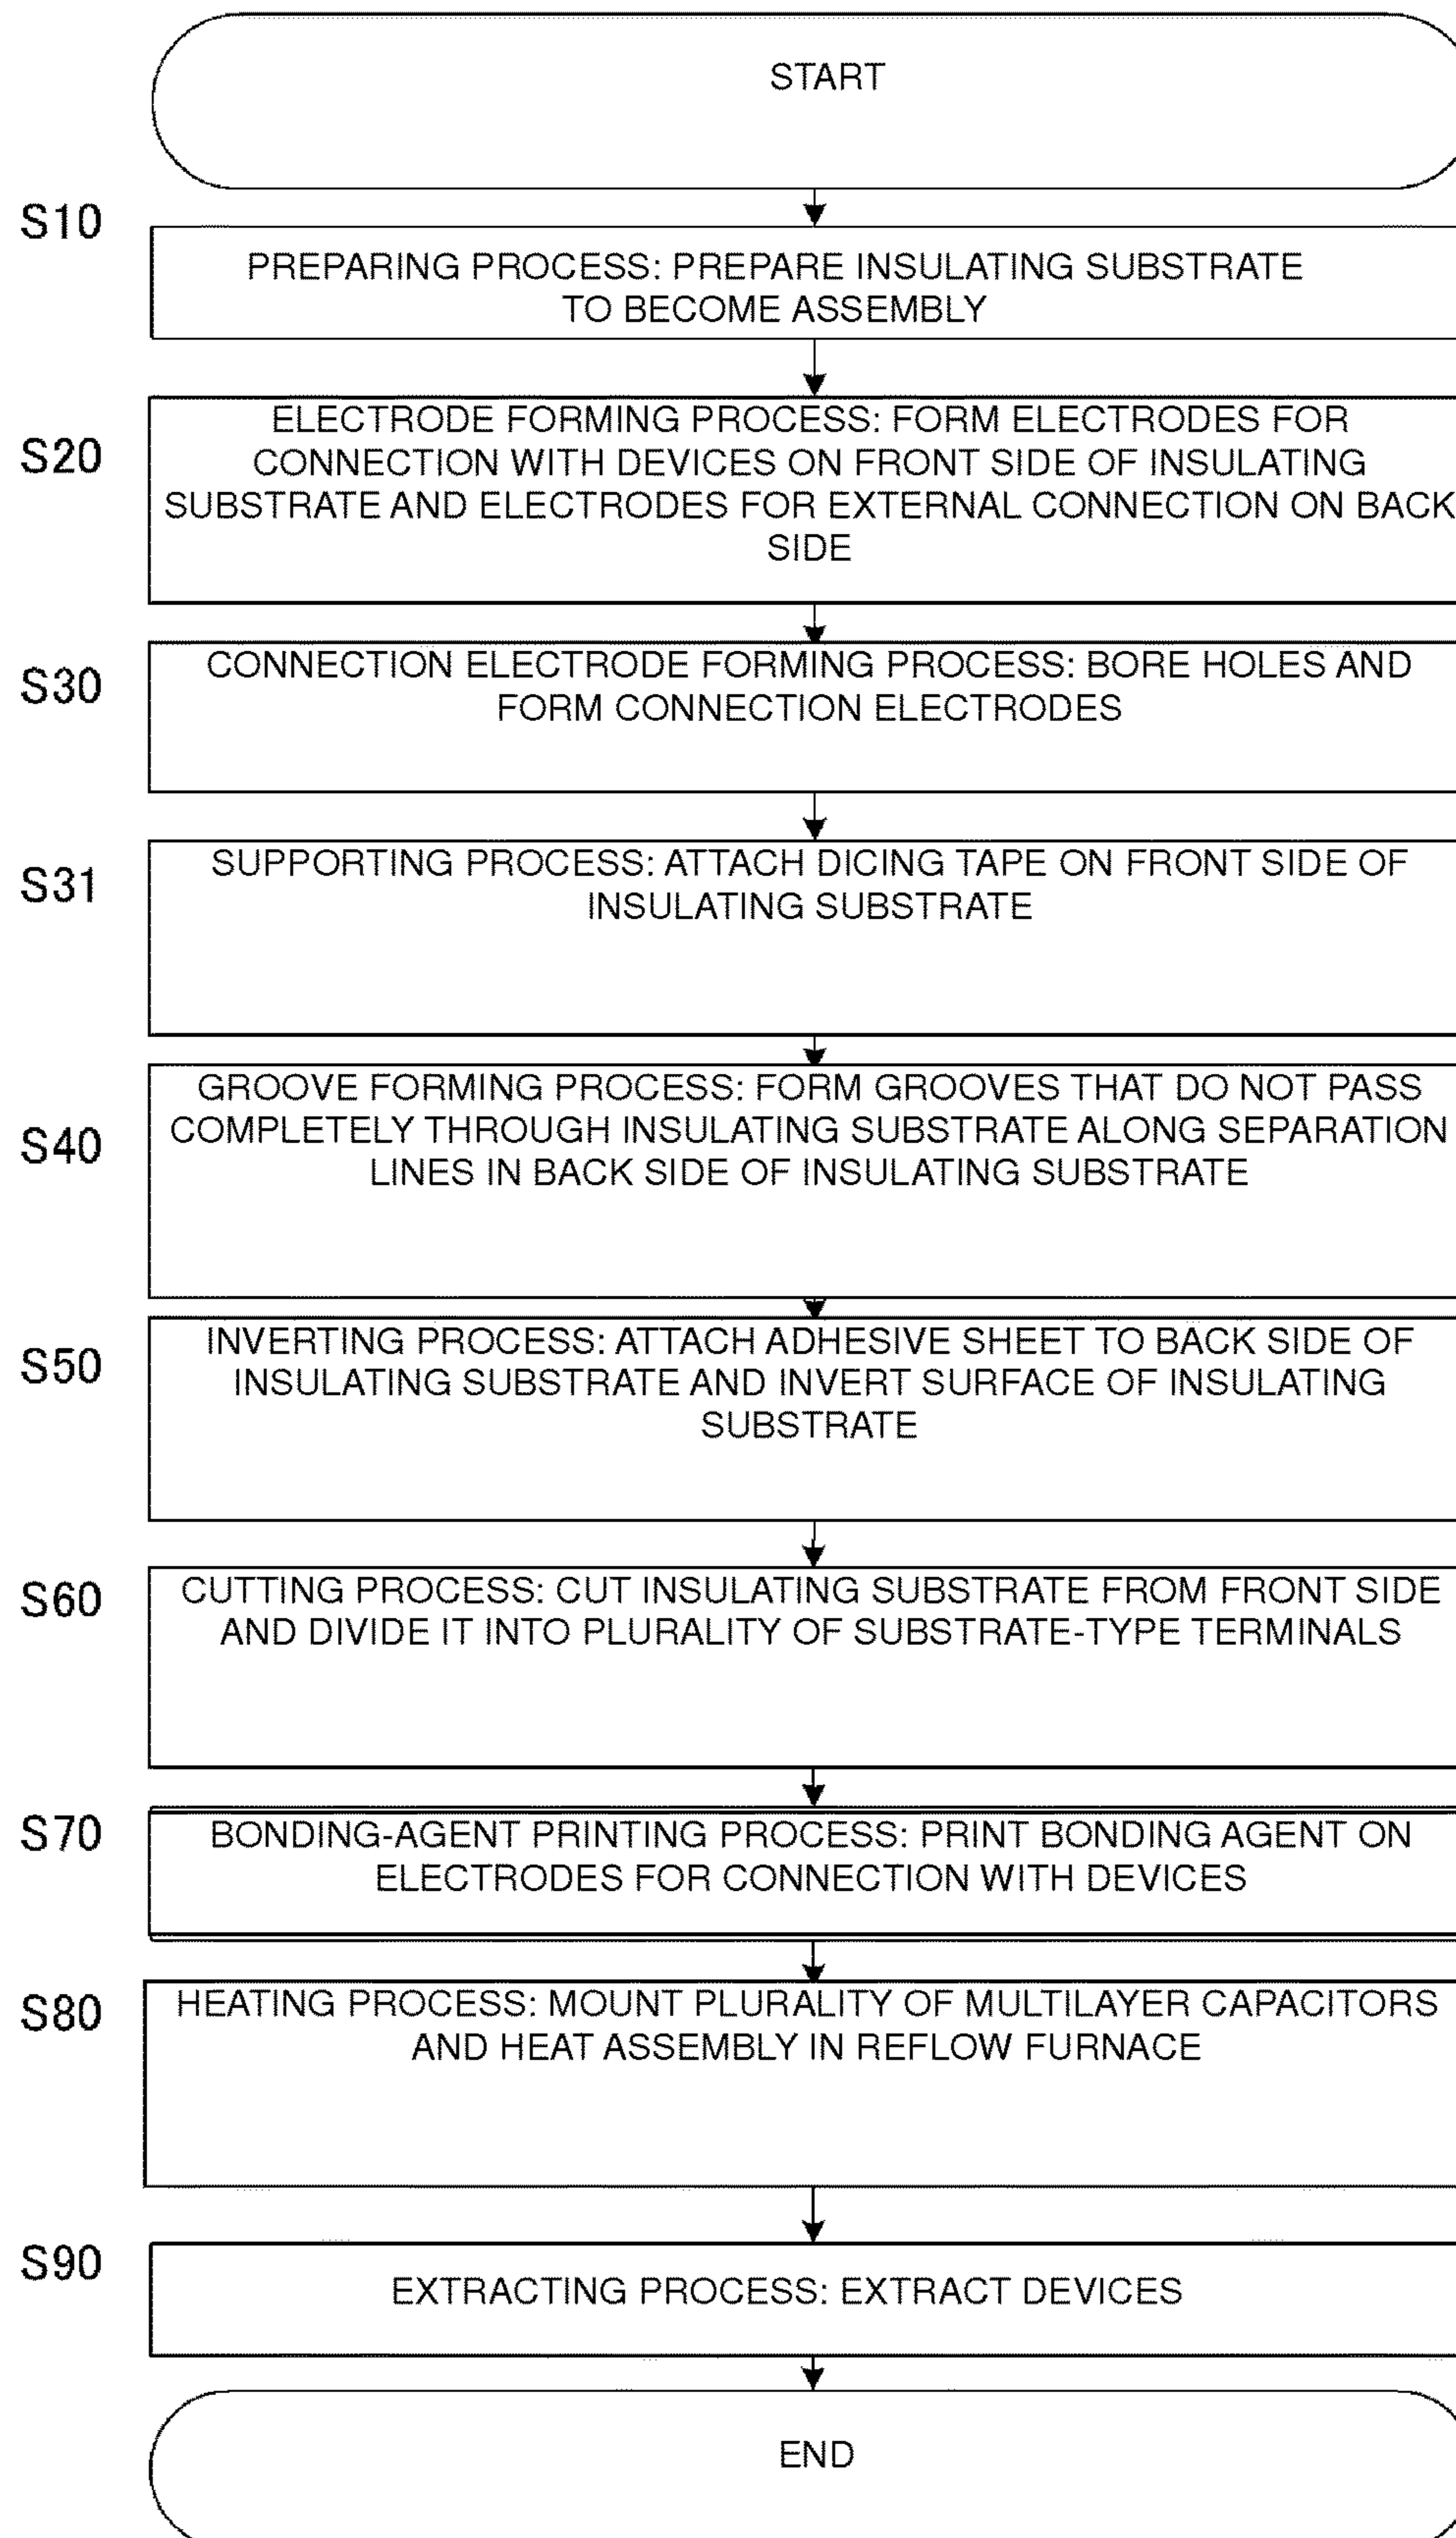 START
S10
PREPARING PROCESS: PREPARE INSULATING SUBSTRATE
TO BECOME ASSEMBLY
S20
ELECTRODE FORMING PROCESS: FORM ELECTRODES FOR
CONNECTION WITH DEVICES ON FRONT SIDE OF INSULATING
SUBSTRATE AND ELECTRODES FOR EXTERNAL CONNECTION ON BACK
SIDE
S30
CONNECTION ELECTRODE FORMING PROCESS: BORE HOLES AND
FORM CONNECTION ELECTRODES
S31
SUPPORTING PROCESS: ATTACH DICING TAPE ON FRONT SIDE OF
INSULATING SUBSTRATE
S40
GROOVE FORMING PROCESS: FORM GROOVES THAT DO NOT PASS
COMPLETELY THROUGH INSULATING SUBSTRATE ALONG SEPARATION
LINES IN BACK SIDE OF INSULATING SUBSTRATE
S50
INVERTING PROCESS: ATTACH ADHESIVE SHEET TO BACK SIDE OF
INSULATING SUBSTRATE AND INVERT SURFACE OF INSULATING
SUBSTRATE
S60
CUTTING PROCESS: CUT INSULATING SUBSTRATE FROM FRONT SIDE
AND DIVIDE IT INTO PLURALITY OF SUBSTRATE-TYPE TERMINALS
S70
BONDING-AGENT PRINTING PROCESS: PRINT BONDING AGENT ON
ELECTRODES FOR CONNECTION WITH DEVICES
S80
HEATING PROCESS: MOUNT PLURALITY OF MULTILAYER CAPACITORS
AND HEAT ASSEMBLY IN REFLOW FURNACE
S90
EXTRACTING PROCESS: EXTRACT DEVICES
END